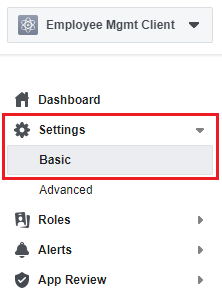 Employee Mgmt Client
Dashboard
Settings
Basic
Advanced
Roles
Alerts
App Review